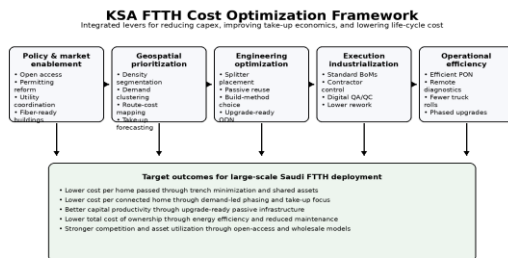 KSA FTTH Cost Optimization Framework
Integrated levers for reducing capex, improving take-up economics, and lowering life-cycle cost
Policy & market
enablement
• Open access
• Permitting
reform
• Utility
coordination
• Fiber-ready
buildings
Geospatial
prioritization
• Density
segmentation
• Demand
clustering
• Route-cost
mapping
• Take-up
forecasting
Engineering
optimization
• Splitter
placement
• Passive reuse
• Build-method
choice
• Upgrade-ready
ODN
Execution
industrialization
• Standard BoMs
• Contractor
control
• Digital QA/QC
• Lower rework
Operational
efficiency
• Efficient PON
• Remote
diagnostics
• Fewer truck
rolls
• Phased upgrades
Target outcomes for large-scale Saudi FTTH deployment
• Lower cost per home passed through trench minimization and shared assets
• Lower cost per connected home through demand-led phasing and take-up focus
• Better capital productivity through upgrade-ready passive infrastructure
• Lower total cost of ownership through energy efficiency and reduced maintenance
• Stronger competition and asset utilization through open-access and wholesale models